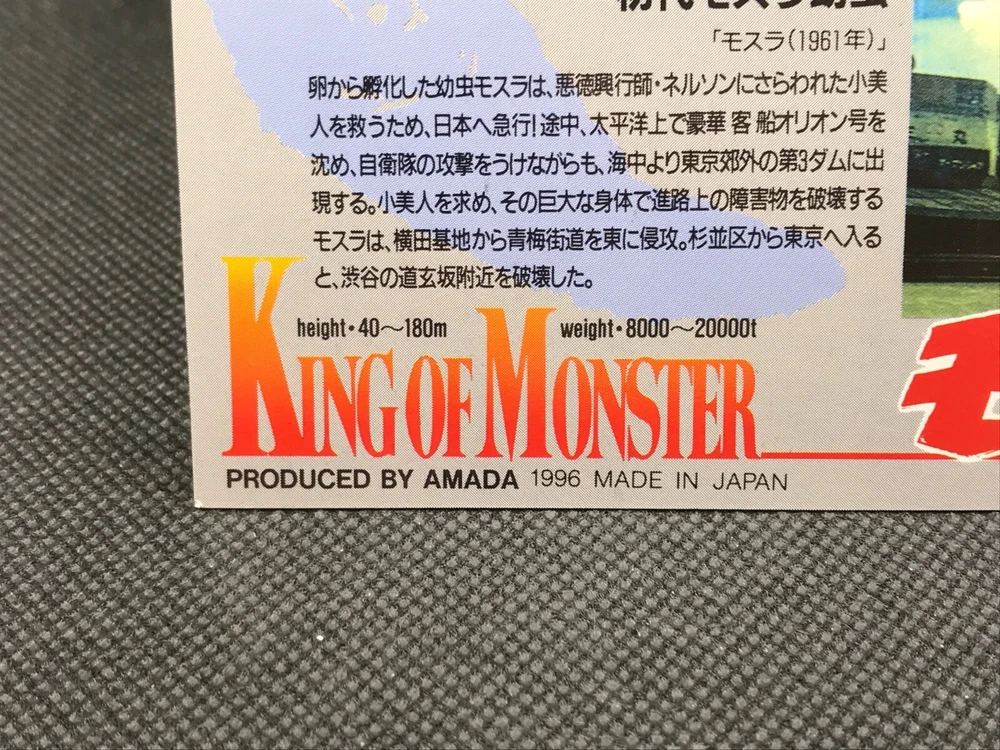 初代モスラ幼虫
「モスラ(1961年)」
卵から孵化した幼虫モスラは、悪徳興行師・ネルソンにさらわれた小美
人を救うため、日本へ急行!途中、太平洋上で豪華客船オリオン号を
沈め、自衛隊の攻撃をうけながらも、海中より東京郊外の第3ダムに出
現する。小美人を求め、その巨大な身体で進路上の障害物を破壊する
モスラは、横田基地から青梅街道を東に侵攻。杉並区から東京へ入る
と、渋谷の道玄坂附近を破壊した。
height・40～180m weight・8000～20000t
KING OF MONSTER
モ
PRODUCED BY AMADA 1996 MADE IN JAPAN